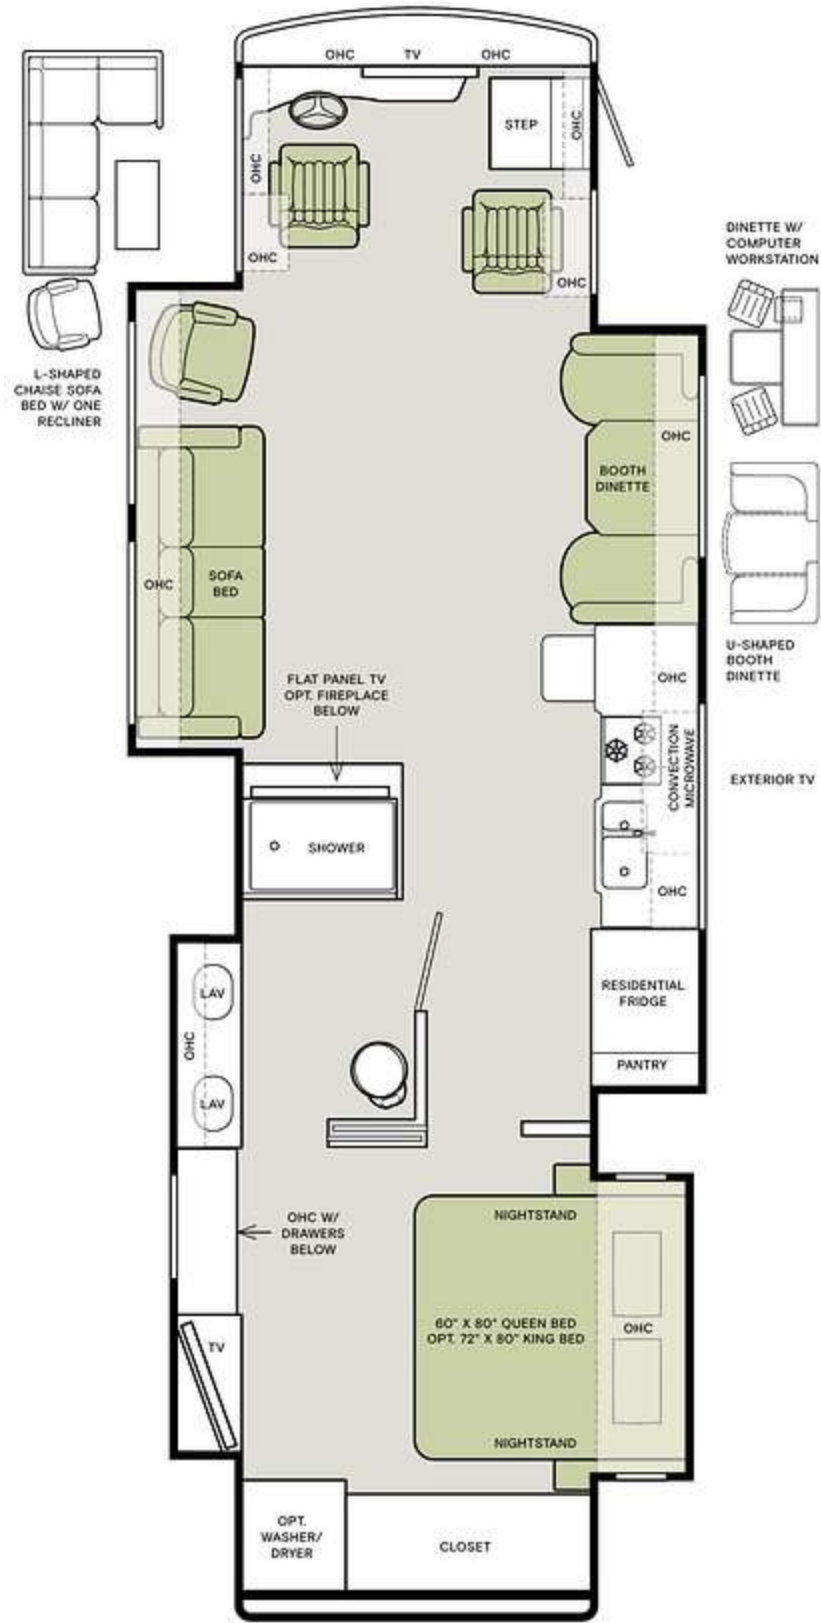 OHC TV OHC
STEP
OHC
OHC
OHC
OHC
DINETTE W/
COMPUTER
WORKSTATION
L-SHAPED
CHAISE SOFA
BED W/ ONE
RECLINER
OHC
BOOTH
DINETTE
OHC
SOFA
BED
U-SHAPED
BOOTH
DINETTE
FLAT PANEL TV
OPT. FIREPLACE
BELOW
OHC
CONVECTION
MICROWAVE
EXTERIOR TV
SHOWER
OHC
RESIDENTIAL
FRIDGE
PANTRY
LAV
OHC
LAV
OHC W/
DRAWERS
BELOW
NIGHTSTAND
60" X 80" QUEEN BED
OPT. 72" X 80" KING BED
OHC
TV
NIGHTSTAND
OPT.
WASHER/
DRYER
CLOSET